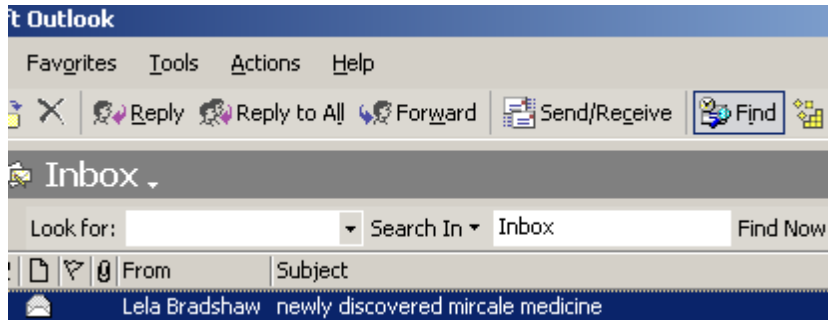 ft Outlook
Favorites Tools Actions Help
Reply Reply to All Forward Send/Receive Find
Inbox
Look for: Search In Inbox Find Now
From Subject
Lela Bradshaw newly discovered mircale medicine